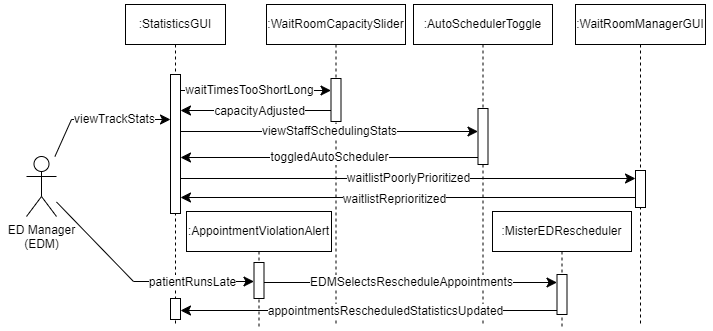 :StatisticsGUI
:WaitRoomCapacitySlider
:AutoSchedulerToggle
:WaitRoomManagerGUI
waitTimesTooShortLong
capacityAdjusted
viewTrackStats
viewStaffSchedulingStats
toggledAutoScheduler
waitlistPoorlyPrioritized
waitlistReprioritized
ED Manager
(EDM)
:AppointmentViolationAlert
:MisterEDRescheduler
patientRunsLate
EDMSelectsRescheduleAppointments
appointmentsRescheduledStatisticsUpdated